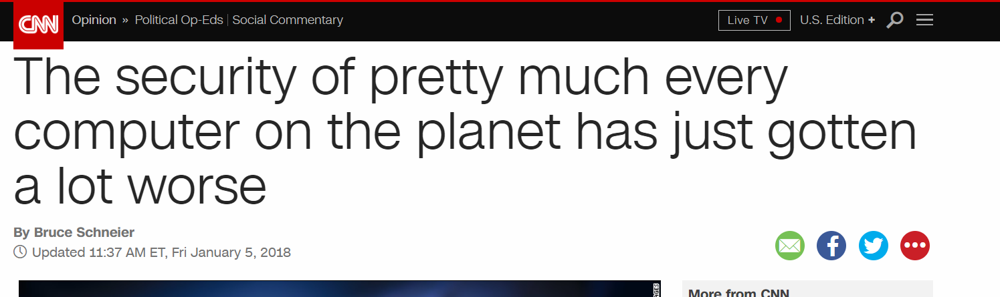 CNN Opinion » Political Op-Eds | Social Commentary Live TV U.S. Edition +
The security of pretty much every
computer on the planet has just gotten
a lot worse
By Bruce Schneier
Updated 11:37 AM ET, Fri January 5, 2018
More from CNN